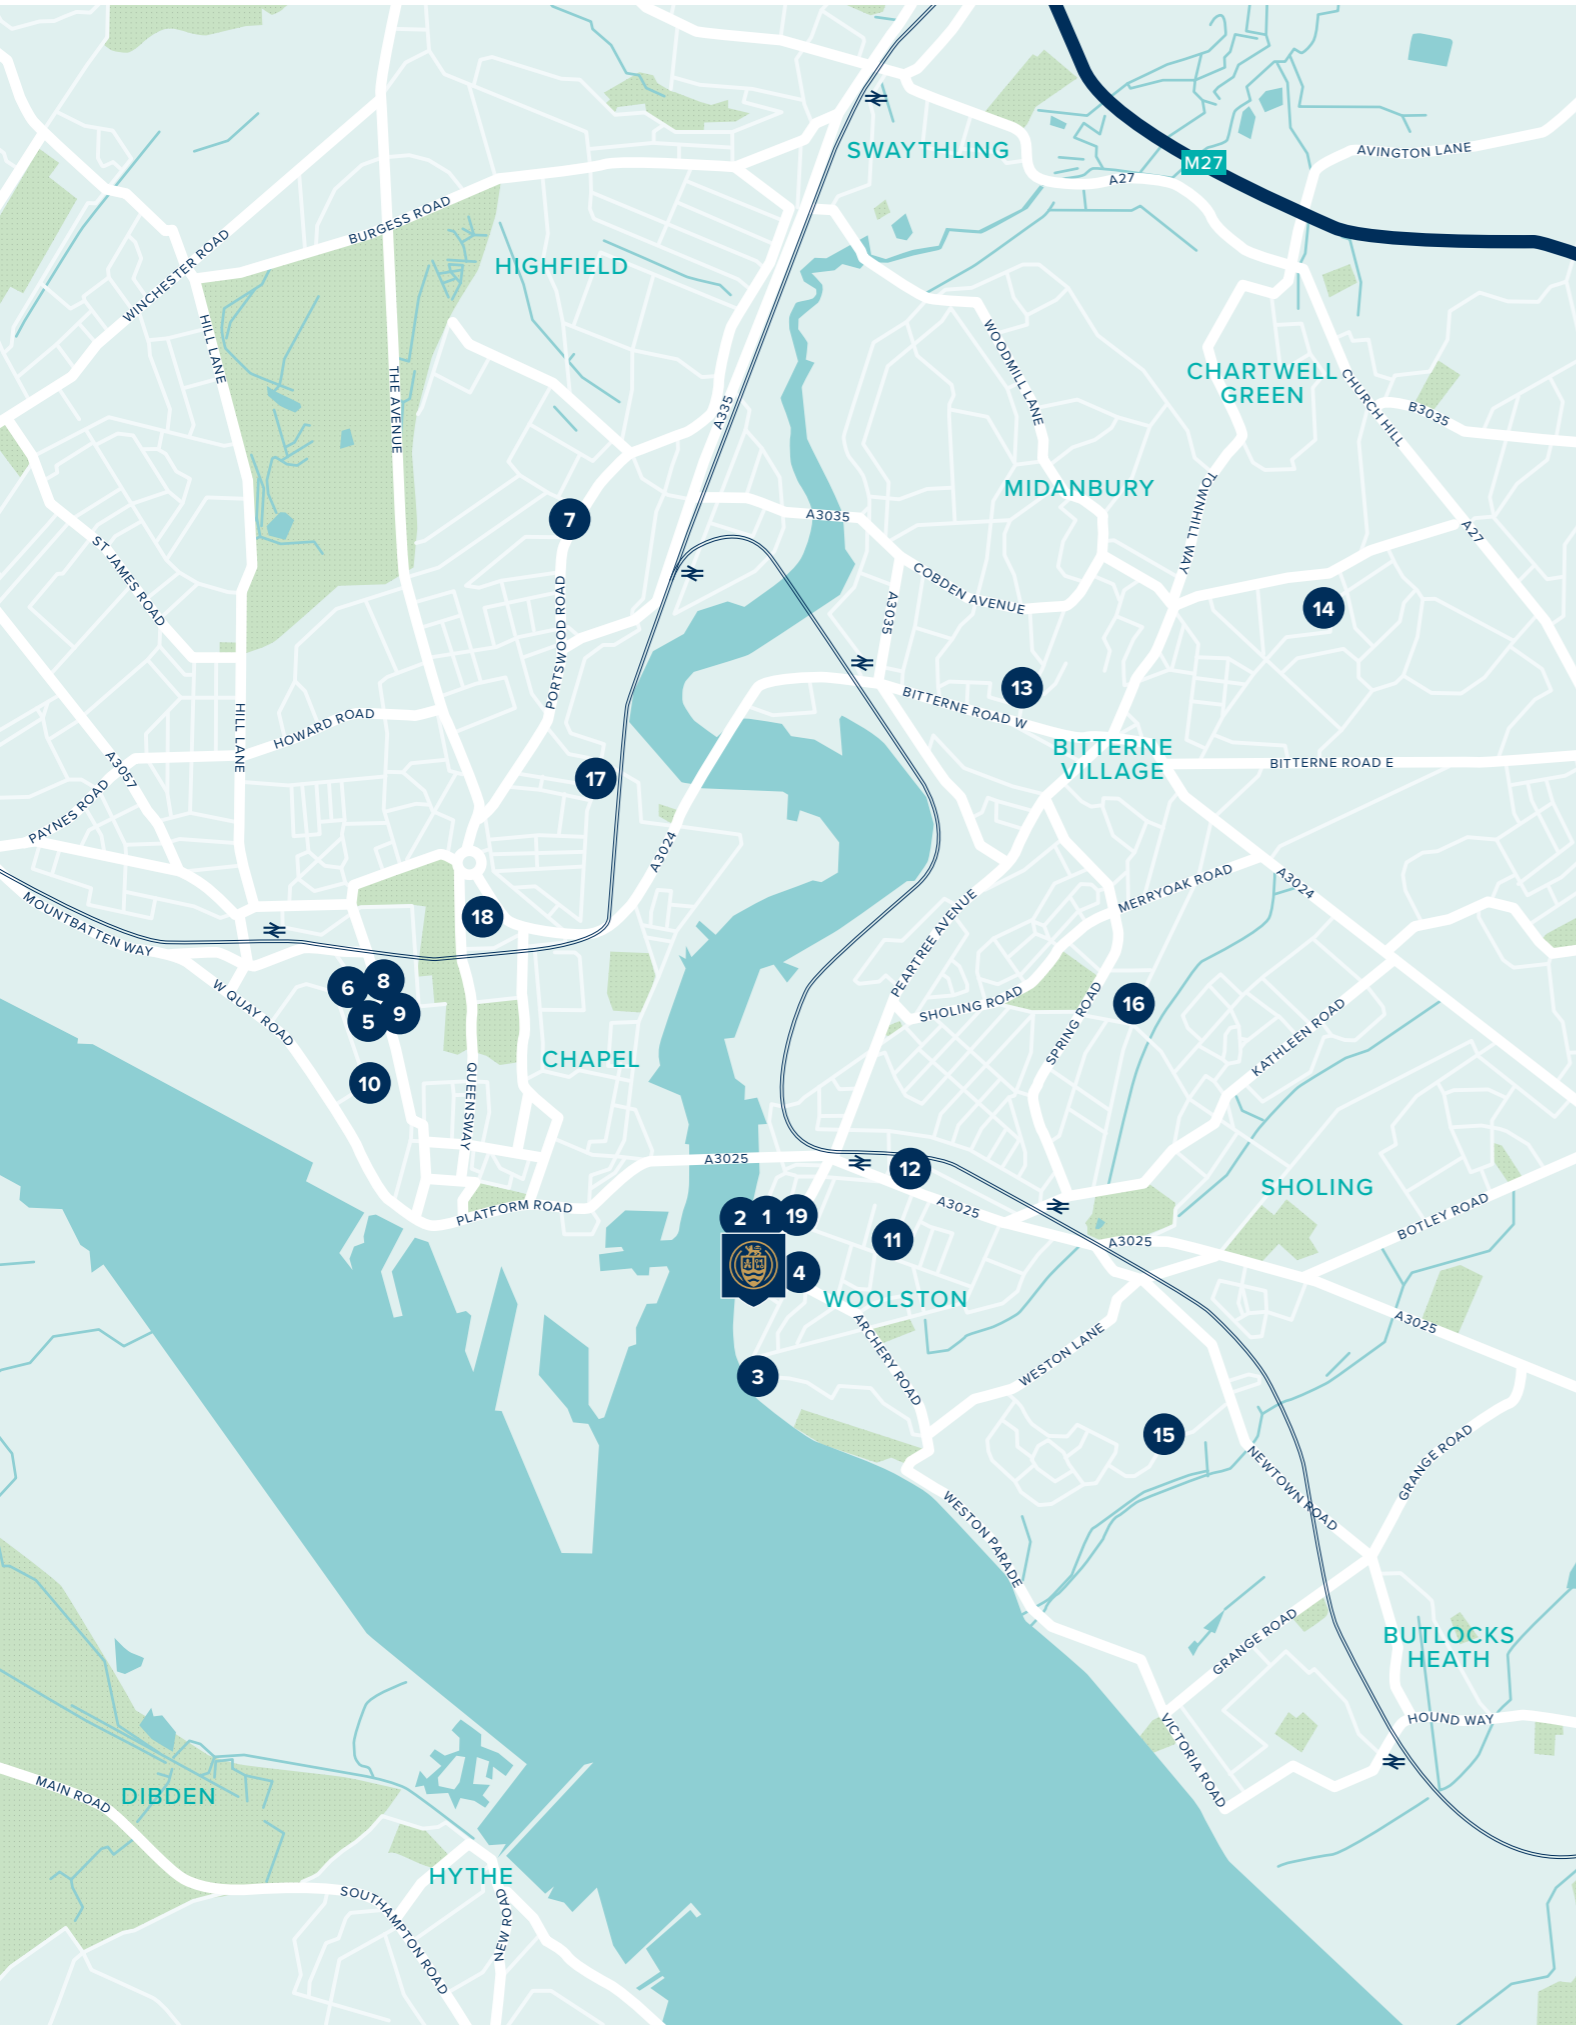 SWAYTHLING
M27
AVINGTON LANE
A27
BURGESS ROAD
WINCHESTER ROAD
HIGHFIELD
HILL LANE
THE AVENUE
WOODMILL LANE
CHARTWELL
GREEN
CHURCH HILL
B3035
A335
MIDANBURY
TOWNHILL WAY
7
A3035
A27
ST JAMES ROAD
COBDEN AVENUE
A3035
14
PORTSWOOD ROAD
13
BITTERNE ROAD W
HILL LANE
HOWARD ROAD
BITTERNE
VILLAGE
BITTERNE ROAD E
A3057
17
PAYNES ROAD
A3024
MERRYOAK ROAD
A3024
18
MOUNTBATTEN WAY
PEARTREE AVENUE
6
8
W QUAY ROAD
SHOLING ROAD
16
5
9
SPRING ROAD
KATHLEEN ROAD
CHAPEL
10
QUEENSWAY
A3025
12
SHOLING
PLATFORM ROAD
2
1
19
A3025
BOTLEY ROAD
11
A3025
4
WOOLSTON
ARCHERY ROAD
WESTON LANE
A3025
3
15
GRANGE ROAD
NEWTOWN ROAD
WESTON PARADE
GRANGE ROAD
BUTLOCKS
HEATH
HOUND WAY
VICTORIA ROAD
MAIN ROAD
DIBDEN
HYTHE
SOUTHAMPTON ROAD
NEW ROAD